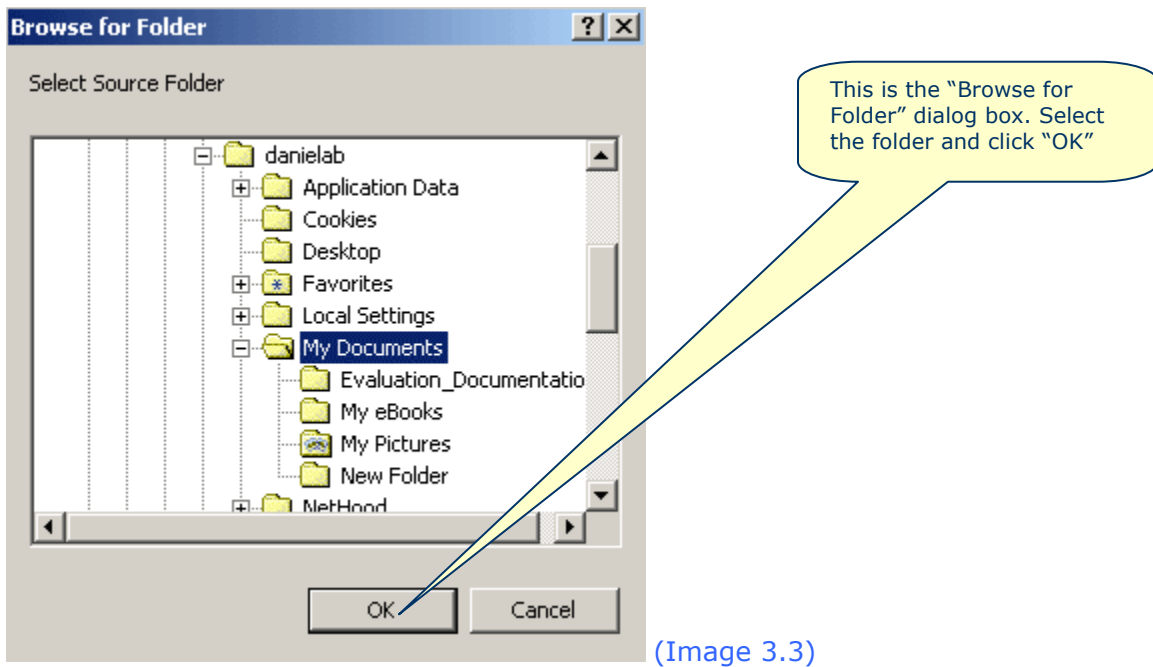 Browse for Folder
Select Source Folder
danielab
Application Data
Cookies
Desktop
Favorites
Local Settings
My Documents
Evaluation_Documentatio
My eBooks
My Pictures
New Folder
NetHood
OK Cancel
This is the “Browse for
Folder” dialog box. Select
the folder and click “OK”
(Image 3.3)